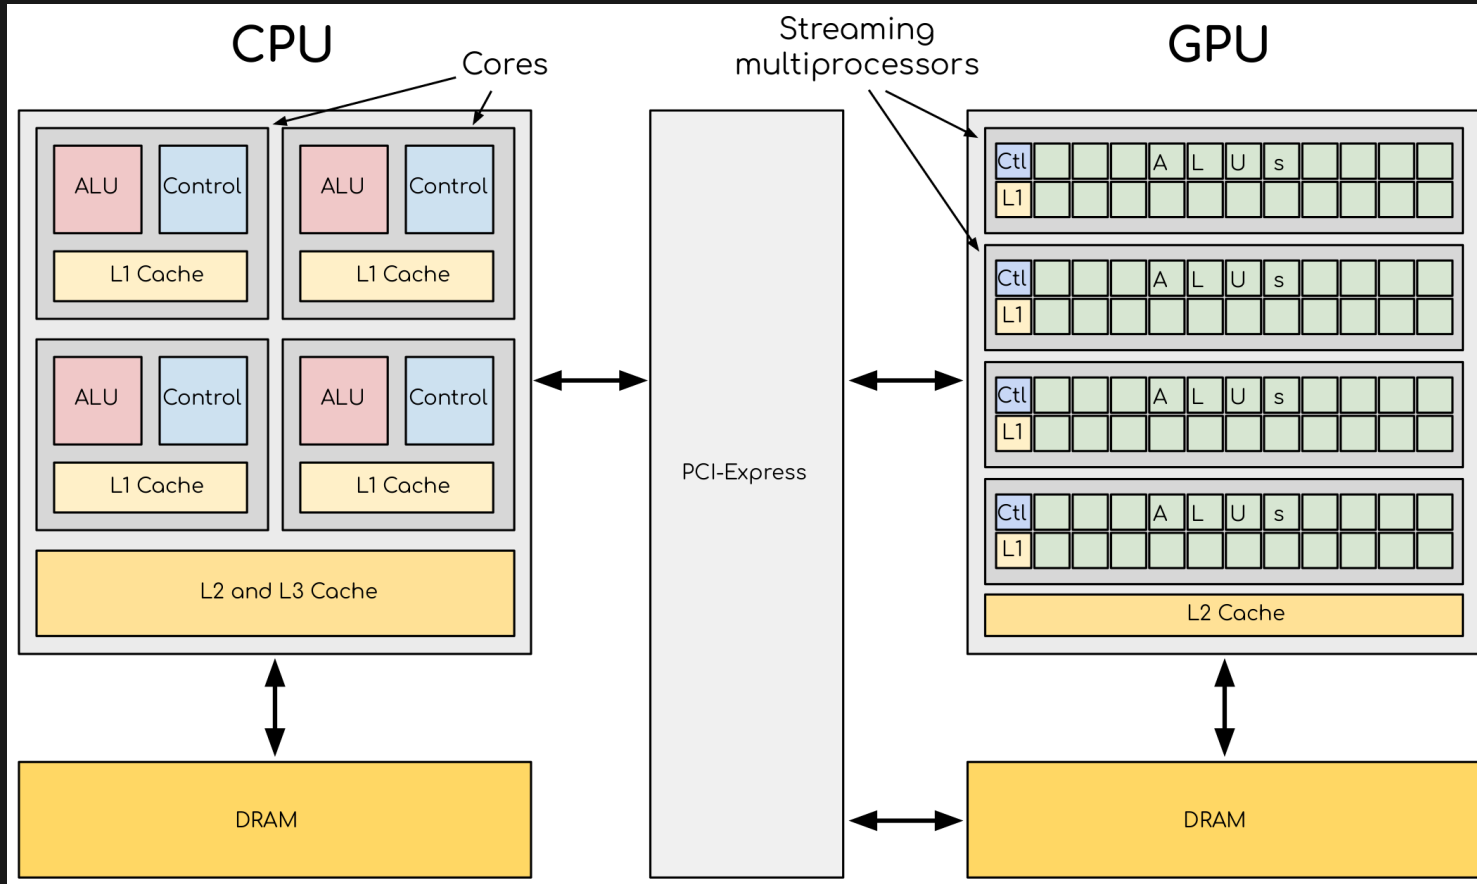 CPU
Cores
Streaming
multiprocessors
GPU
ALU
Control
ALU
Control
L1 Cache
L1 Cache
ALU
Control
ALU
Control
L1 Cache
L1 Cache
L2 and L3 Cache
DRAM
PCI-Express
Ctl A L U s
L1
Ctl A L U s
L1
Ctl A L U s
L1
Ctl A L U s
L1
L2 Cache
DRAM